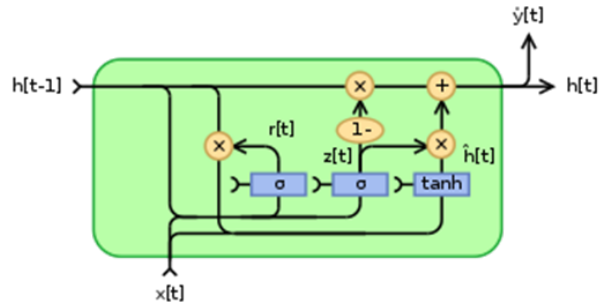 ŷ[t]
h[t-1]
×
+
h[t]
r[t]
1-
×
z[t]
×
ĥ[t]
σ
σ
tanh
x[t]